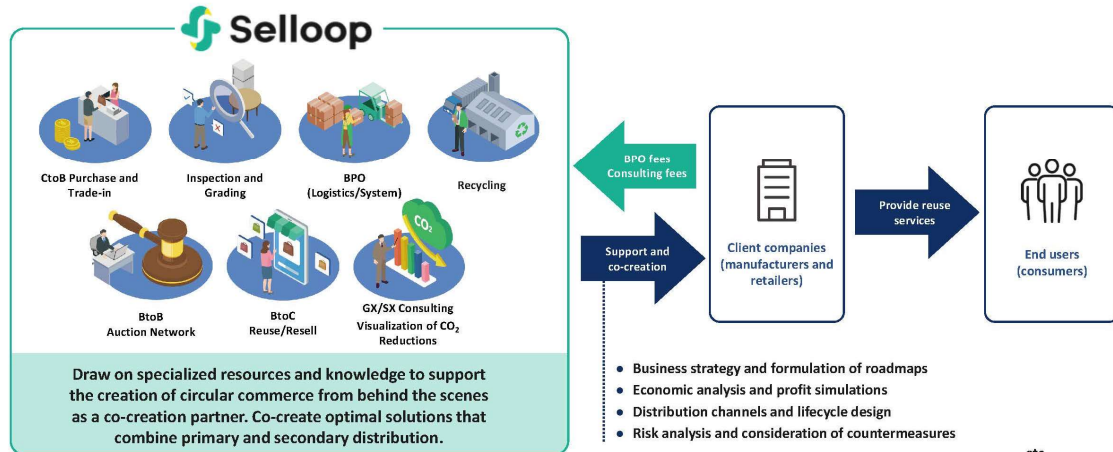 Selloop
CtoB Purchase and
Trade-in
Inspection and
Grading
BPO
(Logistics/System)
Recycling
CO₂
BtoB
Auction Network
BtoC
Reuse/Resell
GX/SX Consulting
Visualization of CO₂
Reductions
Draw on specialized resources and knowledge to support
the creation of circular commerce from behind the scenes
as a co-creation partner. Co-create optimal solutions that
combine primary and secondary distribution.
BPO fees
Consulting fees
Support and
co-creation
Client companies
(manufacturers and
retailers)
Provide reuse
services
End users
(consumers)
● Business strategy and formulation of roadmaps
● Economic analysis and profit simulations
● Distribution channels and lifecycle design
● Risk analysis and consideration of countermeasures